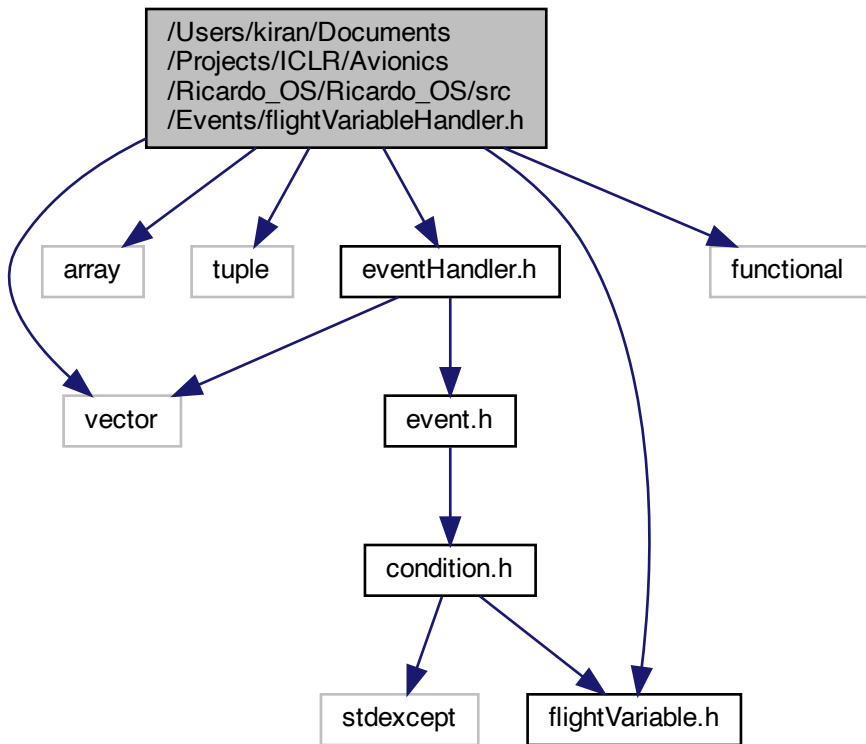 /Users/kiran/Documents
/Projects/ICLR/Avionics
/Ricardo_OS/Ricardo_OS/src
/Events/flightVariableHandler.h
array
tuple
eventHandler.h
functional
vector
event.h
condition.h
stdexcept
flightVariable.h